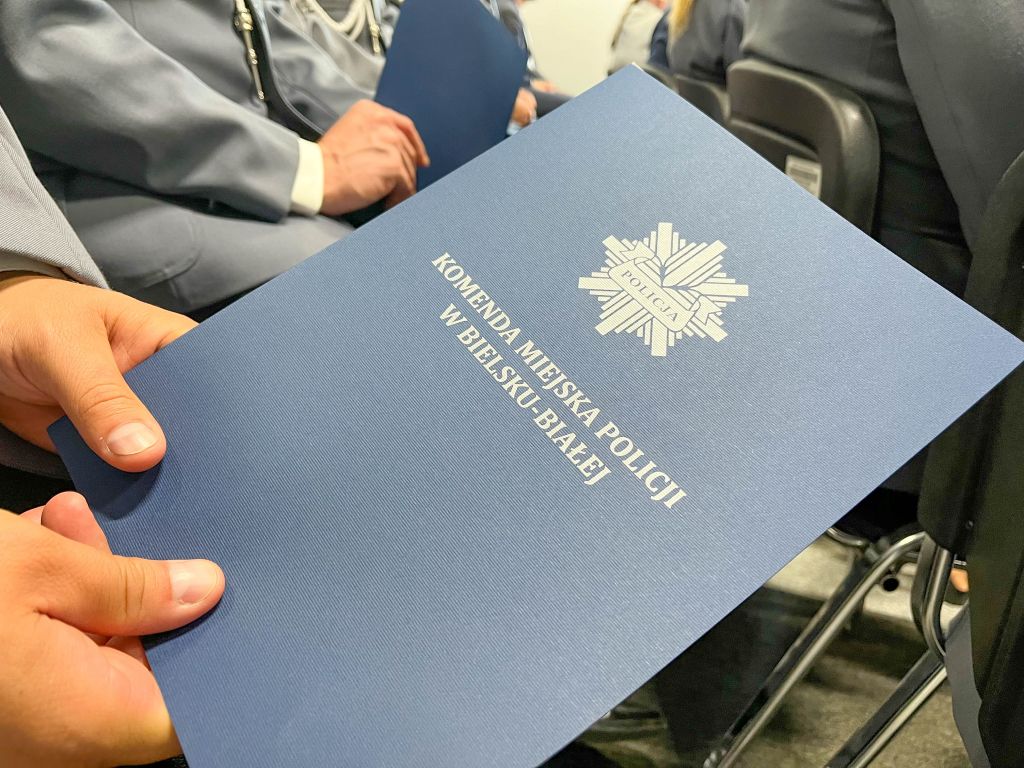 POLICJA
KOMENDA MIEJSKA POLICJI
W BIELSKU-BIAŁEJ